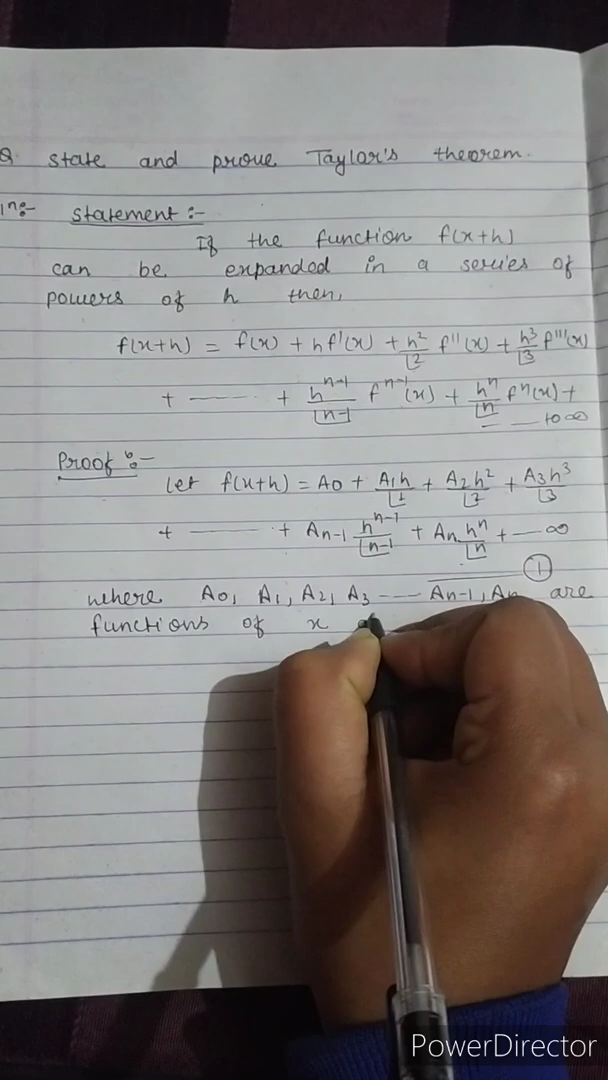 Q. state and prove Taylor's theorem.
1ne:- statement :-
If the function f(x+h)
can be expanded in a series of
powers of h then,
f(x+h) = f(x) + hf'(x) + h²/⌊2 f''(x) + h³/⌊3 f'''(x)
+ ------ + hⁿ⁻¹/⌊n-1 fⁿ⁻¹(x) + hⁿ/⌊n fⁿ(x) +
---- to ∞
Proof :-
Let f(x+h) = A0 + A1h/⌊1 + A2h²/⌊2 + A3h³/⌊3
+ ------ + An-1 hⁿ⁻¹/⌊n-1 + An hⁿ/⌊n + --- ∞
①
where A0, A1, A2, A3 ---- An-1, An are
functions of x
PowerDirector